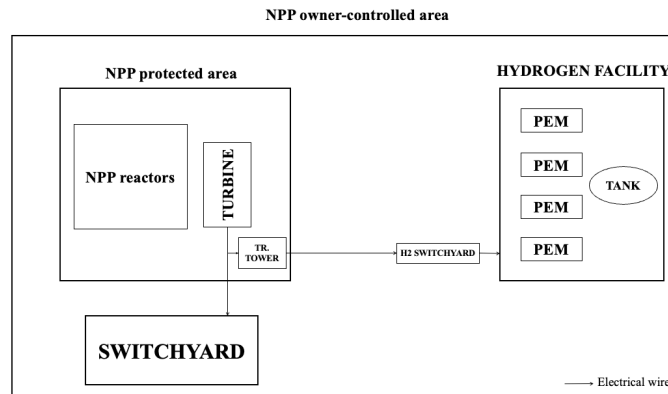 NPP owner-controlled area
NPP protected area
HYDROGEN FACILITY
NPP reactors
TURBINE
TR.
TOWER
H2 SWITCHYARD
PEM
PEM
PEM
PEM
TANK
SWITCHYARD
Electrical wire